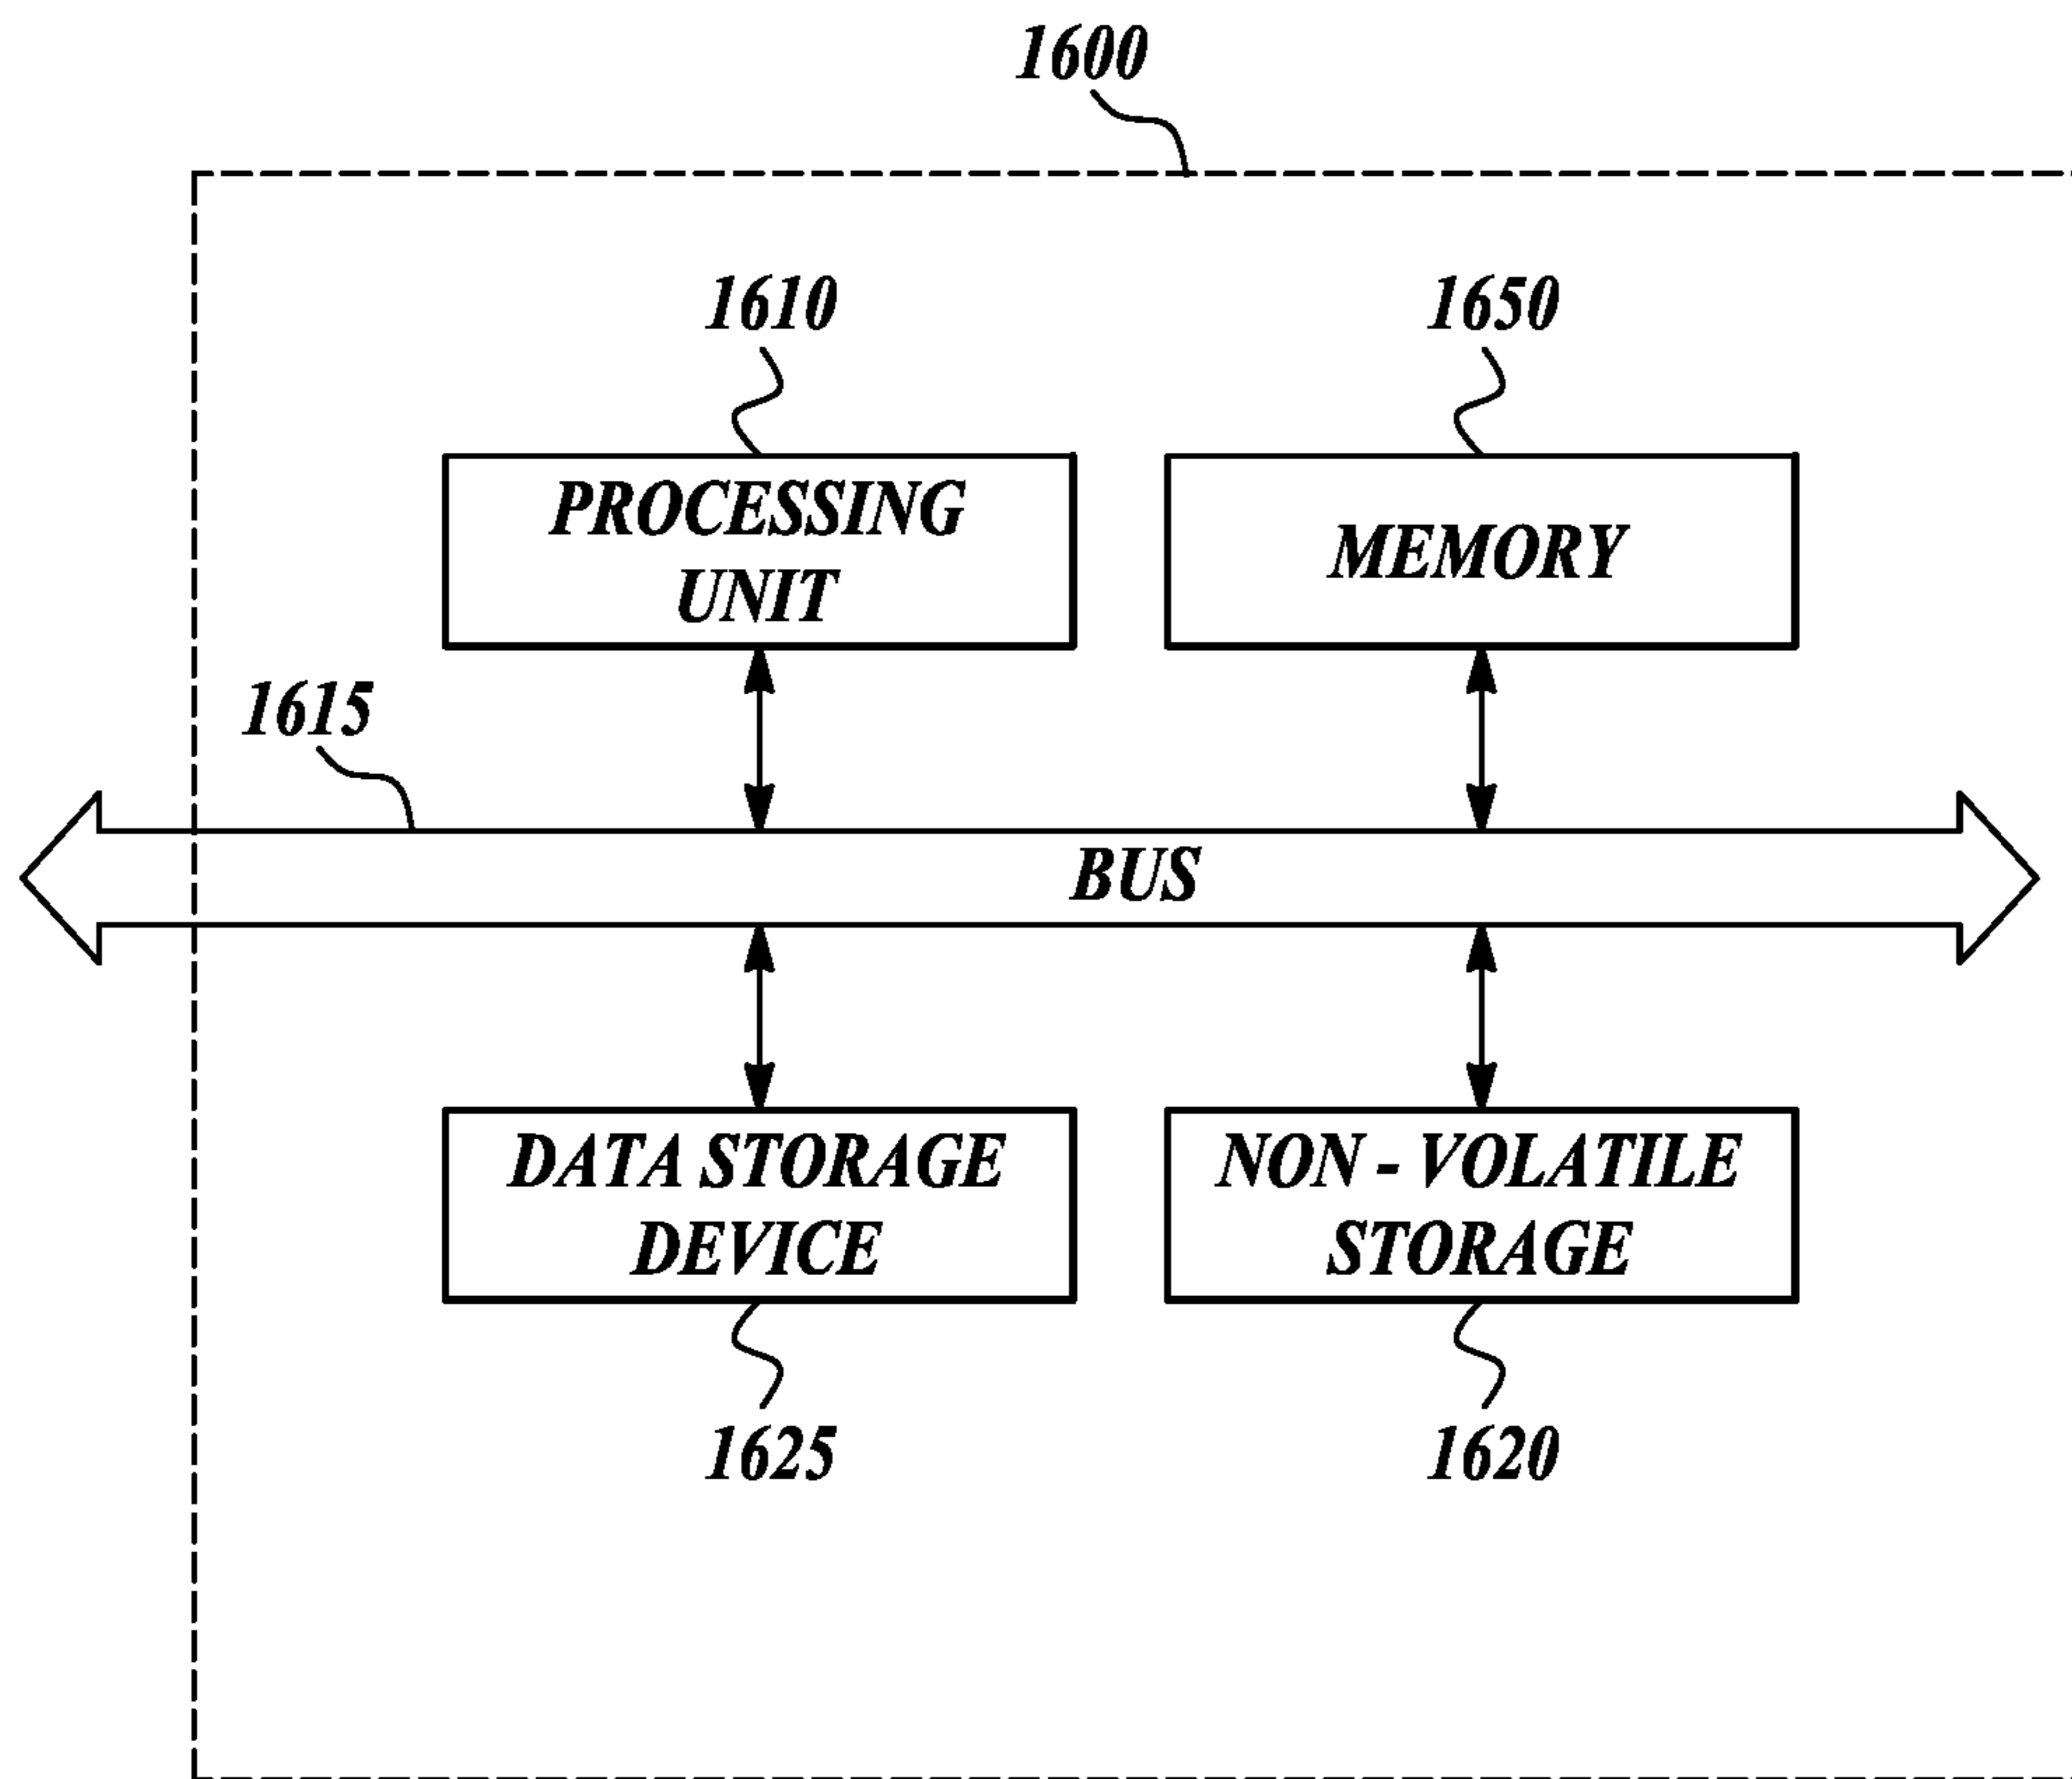 1600
1610
1650
PROCESSING
UNIT
MEMORY
1615
BUS
DATA STORAGE
DEVICE
NON - VOLATILE
STORAGE
1625
1620